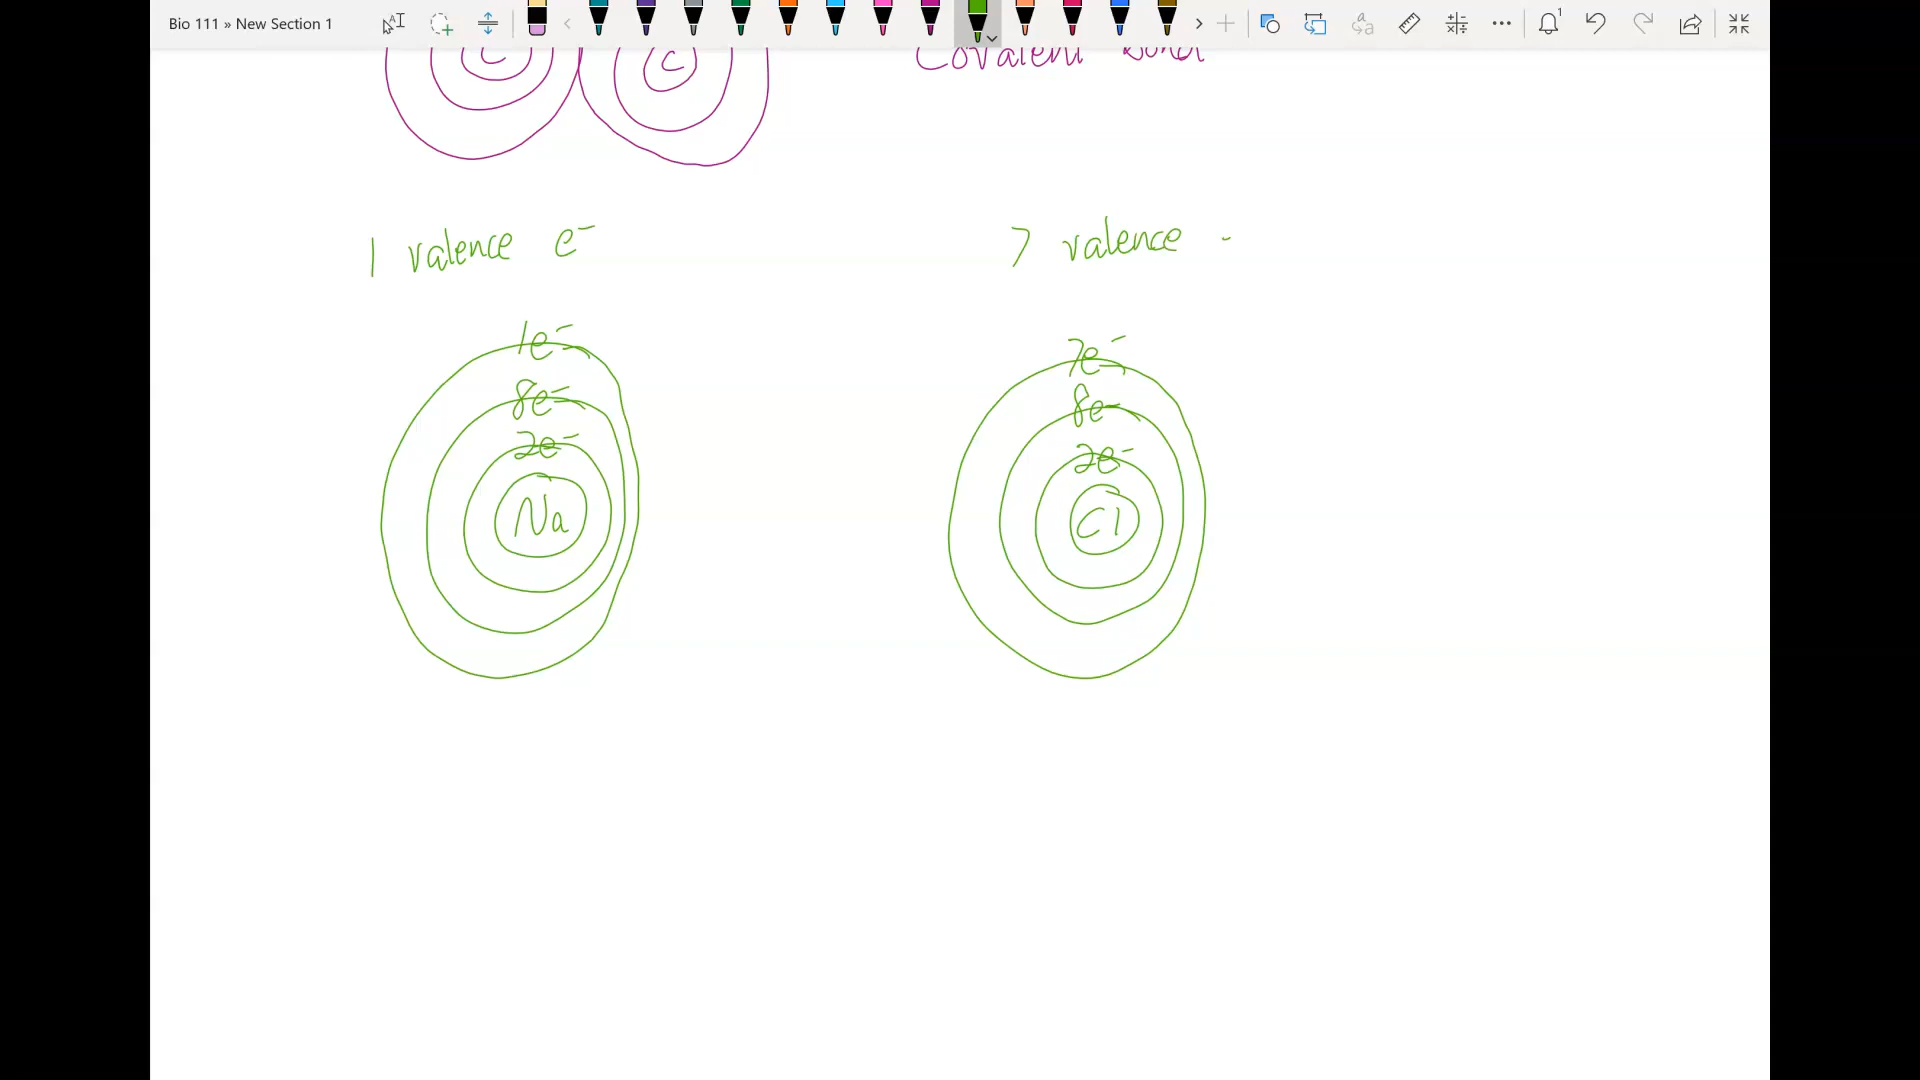 Bio 111 » New Section 1
C C Covalent bond
1 valence e⁻ 7 valence -
1e⁻ 7e⁻
8e⁻ 8e⁻
2e⁻ 2e⁻
Na Cl